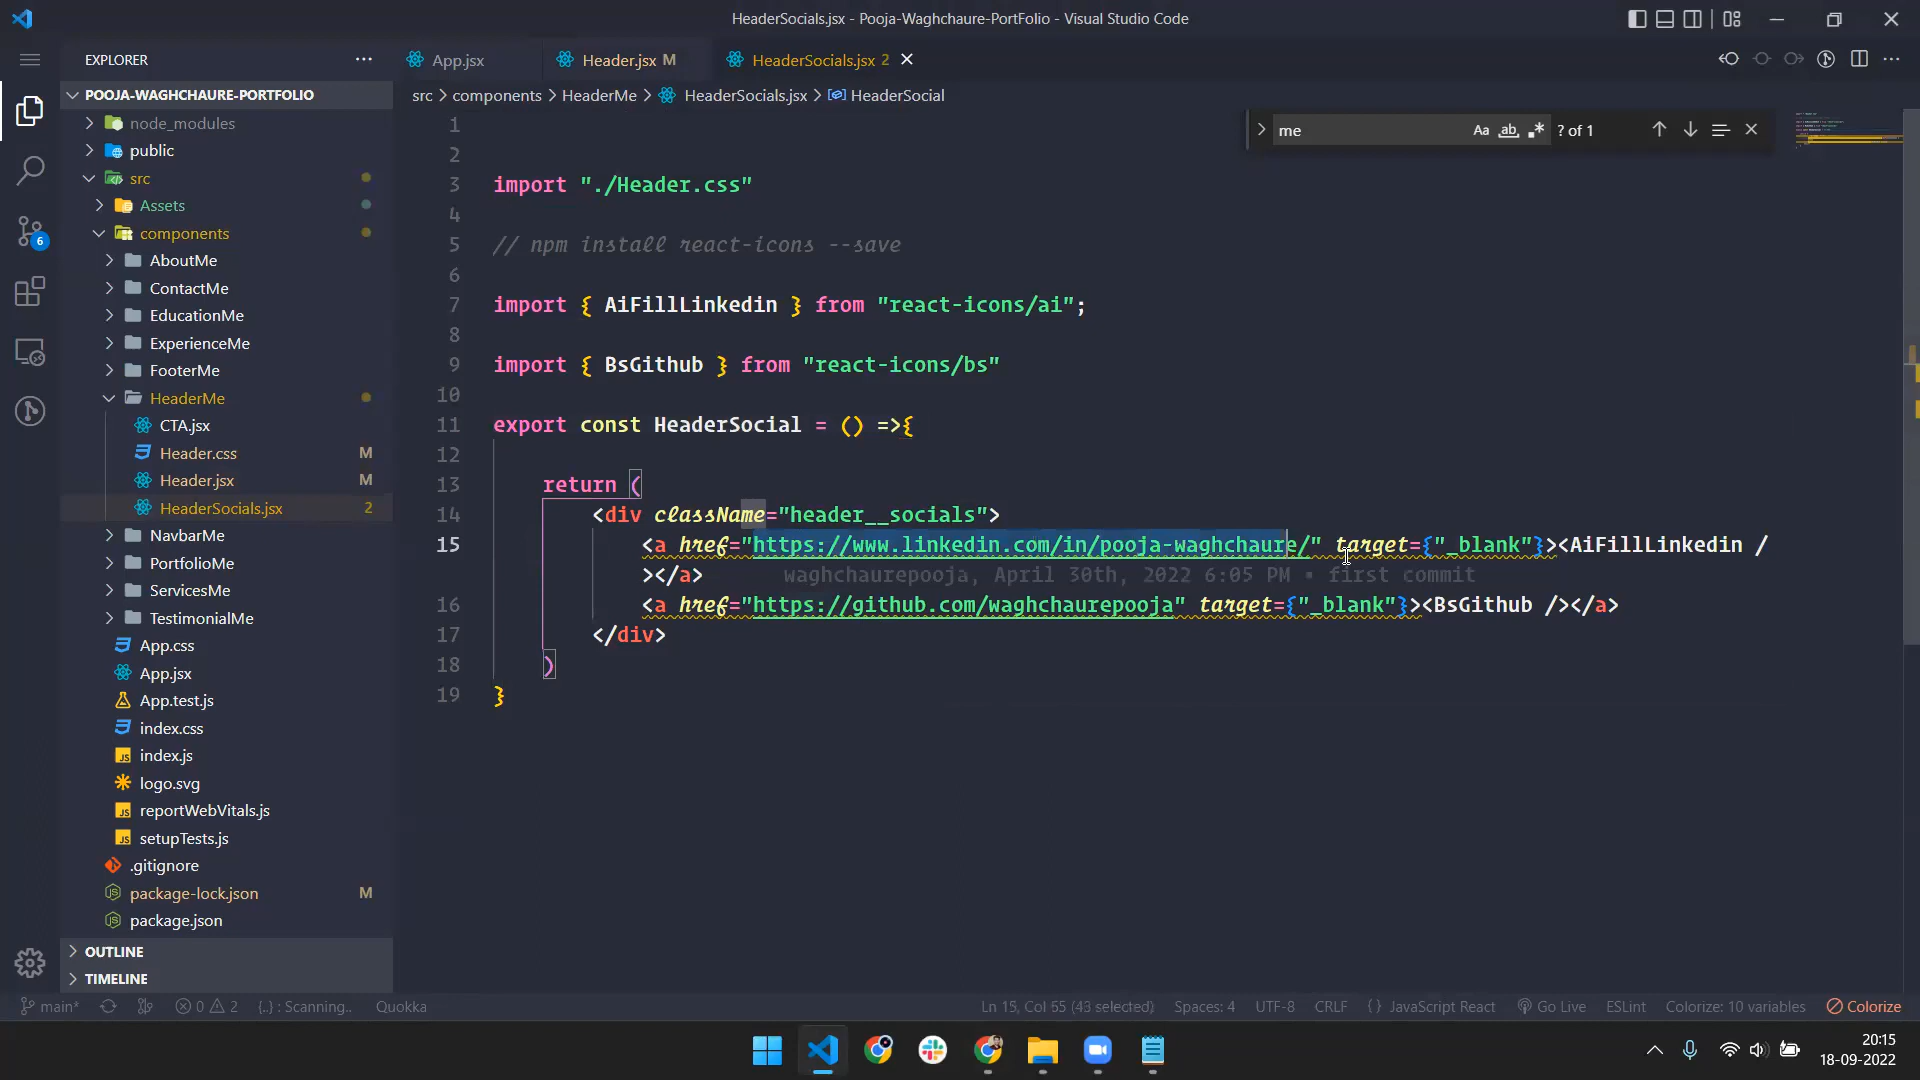 HeaderSocials.jsx - Pooja-Waghchaure-PortFolio - Visual Studio Code
EXPLORER
App.jsx
Header.jsx M
HeaderSocials.jsx 2
POOJA-WAGHCHAURE-PORTFOLIO
src > components > HeaderMe > HeaderSocials.jsx > HeaderSocial
me
Aa
ab
? of 1
node_modules
public
src
Assets
components
AboutMe
ContactMe
EducationMe
ExperienceMe
FooterMe
HeaderMe
CTA.jsx
Header.css M
Header.jsx M
HeaderSocials.jsx 2
NavbarMe
PortfolioMe
ServicesMe
TestimonialMe
App.css
App.jsx
App.test.js
index.css
index.js
logo.svg
reportWebVitals.js
setupTests.js
.gitignore
package-lock.json M
package.json
OUTLINE
TIMELINE
6
1
2
3 import "./Header.css"
4
5 // npm install react-icons --save
6
7 import { AiFillLinkedin } from "react-icons/ai";
8
9 import { BsGithub } from "react-icons/bs"
10
11 export const HeaderSocial = () =>{
12
13 return (
14 <div className="header__socials">
15 <a href="https://www.linkedin.com/in/pooja-waghchaure/" target={"_blank"}><AiFillLinkedin /
></a> waghchaurepooja, April 30th, 2022 6:05 PM • first commit
16 <a href="https://github.com/waghchaurepooja" target={"_blank"}><BsGithub /></a>
17 </div>
18 )
19 }
main* 0 2 {..} : Scanning.. Quokka Ln 15, Col 65 (43 selected) Spaces: 4 UTF-8 CRLF {} JavaScript React Go Live ESLint Colorize: 10 variables Colorize
20:15
18-09-2022